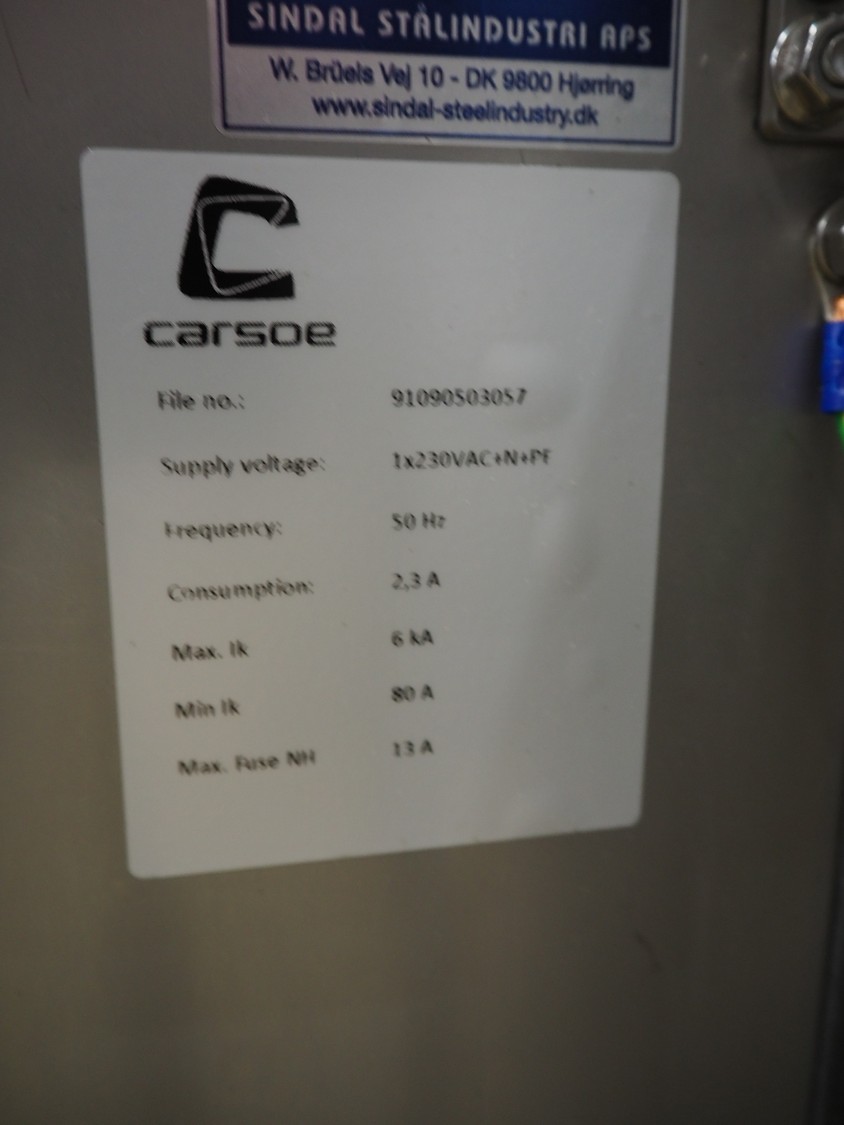 SINDAL STÅLINDUSTRI APS
W. Brüels Vej 10 - DK 9800 Hjørring
www.sindal-steelindustry.dk
carsoe
File no.: 91090503057
Supply voltage: 1x230VAC+N+PE
Frequency: 50 Hz
Consumption: 2,3 A
Max. Ik 6 kA
Min Ik 80 A
Max. Fuse NH 13 A